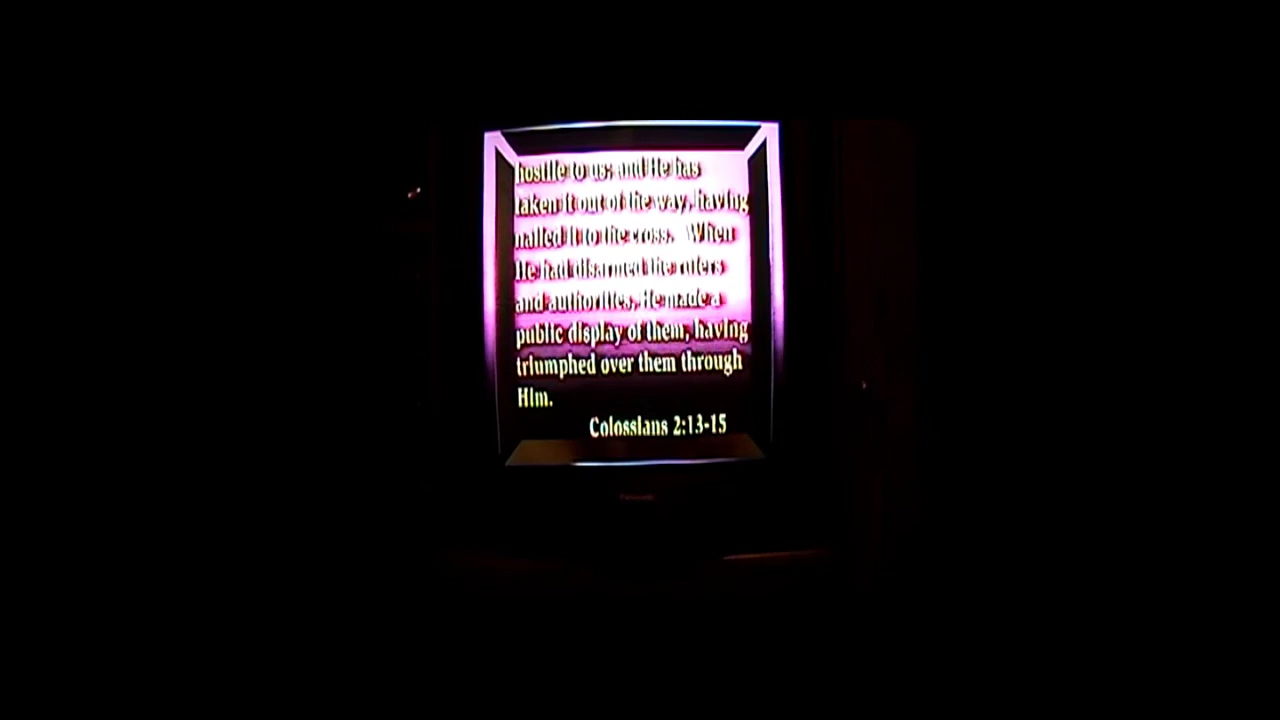 hostile to us; and He has
taken it out of the way, having
nailed it to the cross. When
He had disarmed the rulers
and authorities, He made a
public display of them, having
triumphed over them through
Him.
Colossians 2:13-15
Panasonic